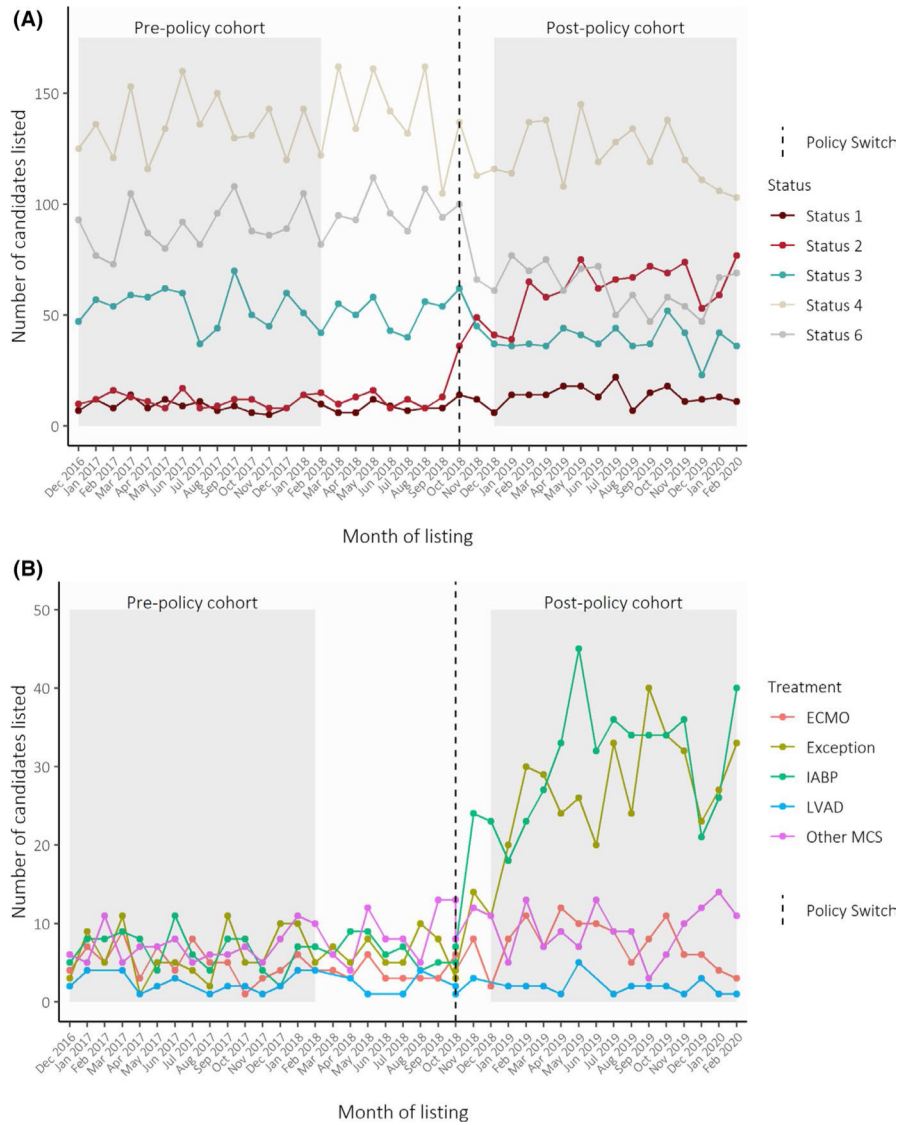 (A)
Pre-policy cohort
Post-policy cohort
Number of candidates listed
150
100
50
0
Dec 2016
Jan 2017
Feb 2017
Mar 2017
Apr 2017
May 2017
Jun 2017
Jul 2017
Aug 2017
Sep 2017
Oct 2017
Nov 2017
Dec 2017
Jan 2018
Feb 2018
Mar 2018
Apr 2018
May 2018
Jun 2018
Jul 2018
Aug 2018
Sep 2018
Oct 2018
Nov 2018
Dec 2018
Jan 2019
Feb 2019
Mar 2019
Apr 2019
May 2019
Jun 2019
Jul 2019
Aug 2019
Sep 2019
Oct 2019
Nov 2019
Dec 2019
Jan 2020
Feb 2020
Month of listing
Policy Switch
Status
Status 1
Status 2
Status 3
Status 4
Status 6
(B)
Pre-policy cohort
Post-policy cohort
Number of candidates listed
50
40
30
20
10
0
Dec 2016
Jan 2017
Feb 2017
Mar 2017
Apr 2017
May 2017
Jun 2017
Jul 2017
Aug 2017
Sep 2017
Oct 2017
Nov 2017
Dec 2017
Jan 2018
Feb 2018
Mar 2018
Apr 2018
May 2018
Jun 2018
Jul 2018
Aug 2018
Sep 2018
Oct 2018
Nov 2018
Dec 2018
Jan 2019
Feb 2019
Mar 2019
Apr 2019
May 2019
Jun 2019
Jul 2019
Aug 2019
Sep 2019
Oct 2019
Nov 2019
Dec 2019
Jan 2020
Feb 2020
Month of listing
Treatment
ECMO
Exception
IABP
LVAD
Other MCS
Policy Switch